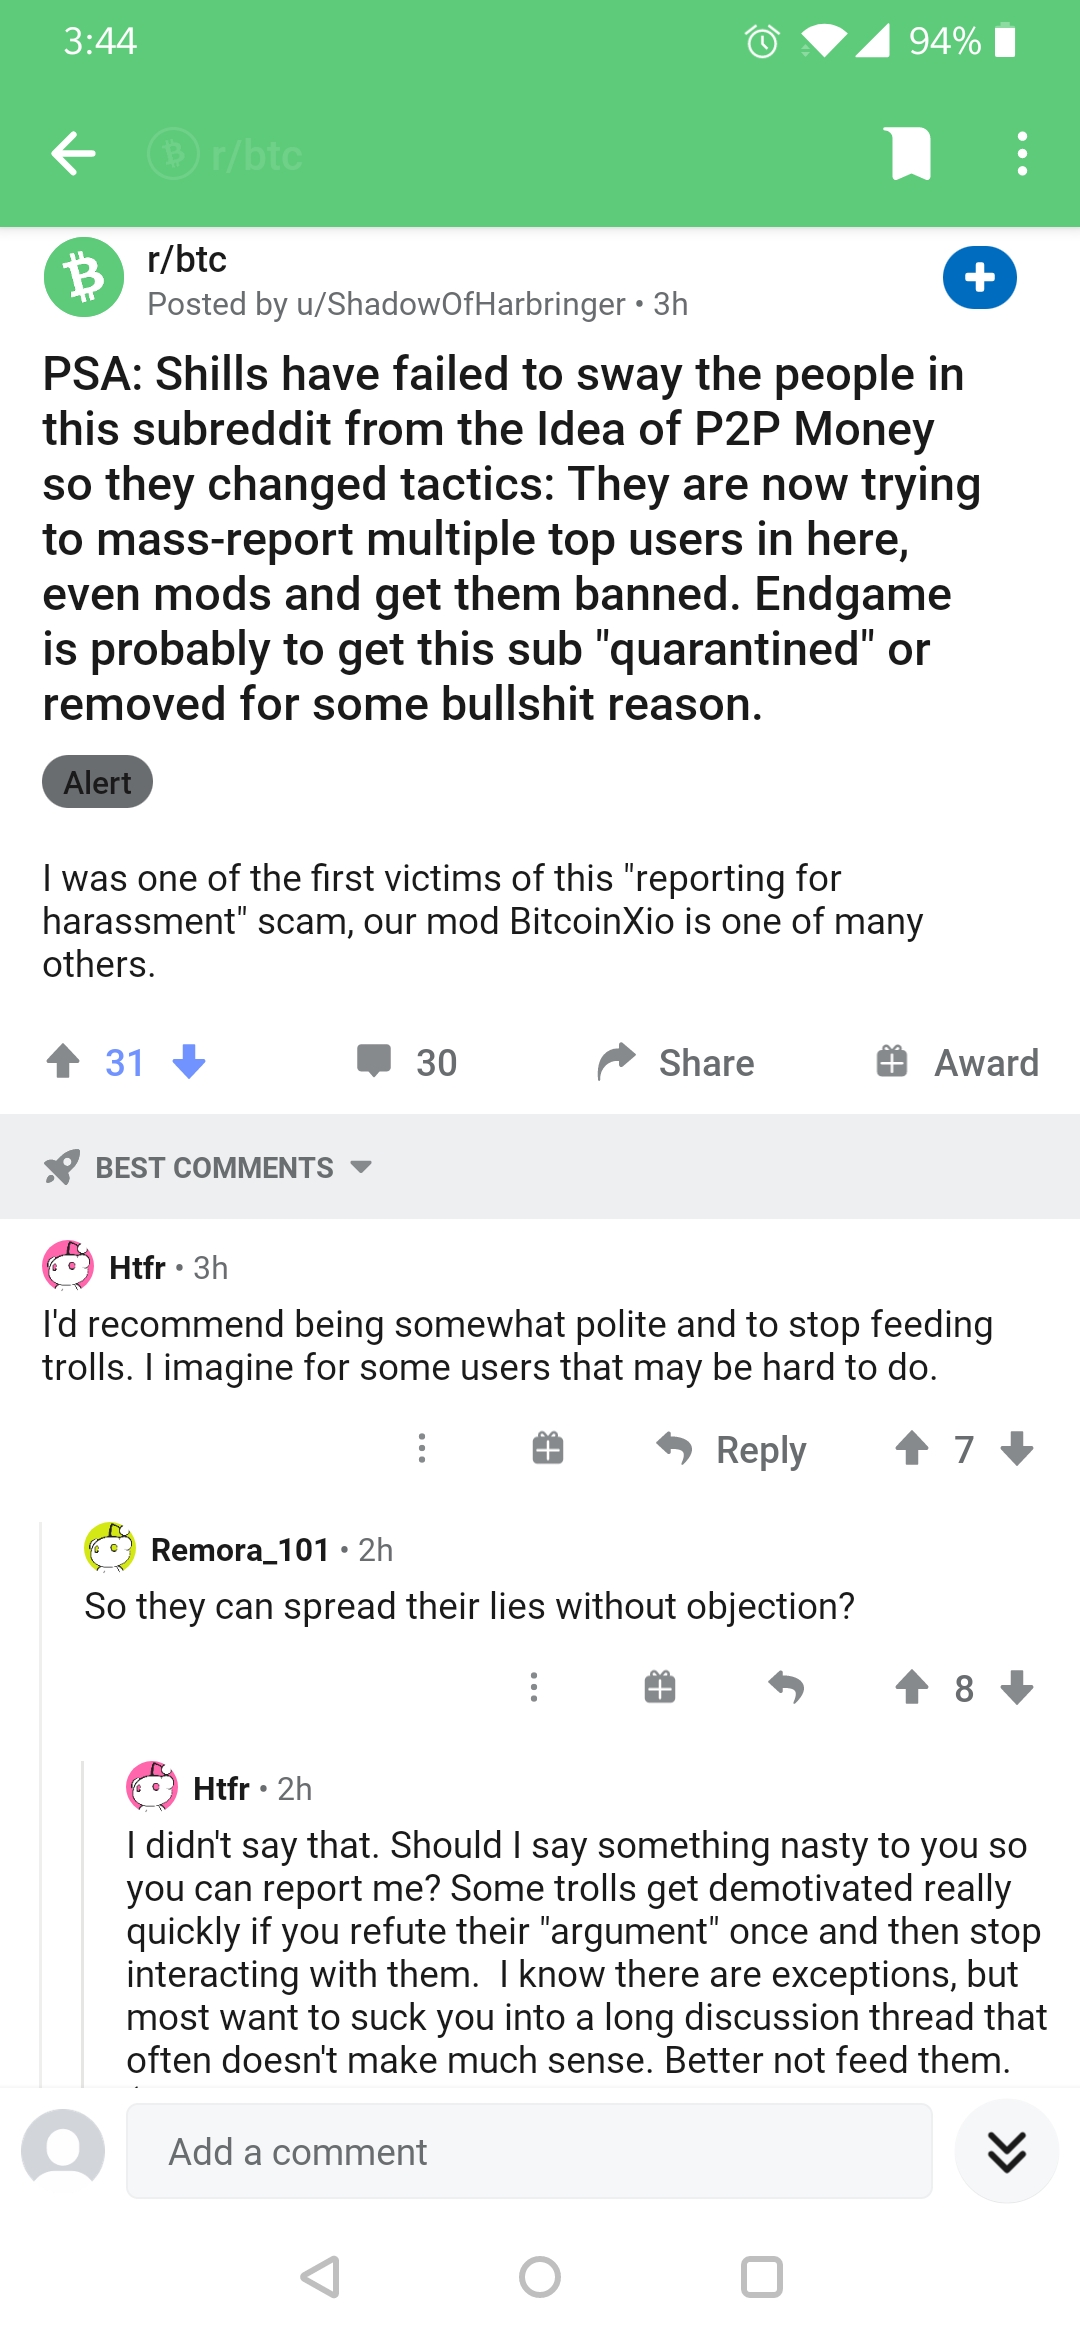 3:44
94%
r/btc
r/btc
Posted by u/ShadowOfHarbringer • 3h
PSA: Shills have failed to sway the people in
this subreddit from the Idea of P2P Money
so they changed tactics: They are now trying
to mass-report multiple top users in here,
even mods and get them banned. Endgame
is probably to get this sub "quarantined" or
removed for some bullshit reason.
Alert
I was one of the first victims of this "reporting for
harassment" scam, our mod BitcoinXio is one of many
others.
31
30
Share
Award
BEST COMMENTS
Htfr • 3h
I'd recommend being somewhat polite and to stop feeding
trolls. I imagine for some users that may be hard to do.
Reply
7
Remora_101 • 2h
So they can spread their lies without objection?
8
Htfr • 2h
I didn't say that. Should I say something nasty to you so
you can report me? Some trolls get demotivated really
quickly if you refute their "argument" once and then stop
interacting with them.  I know there are exceptions, but
most want to suck you into a long discussion thread that
often doesn't make much sense. Better not feed them.
Add a comment